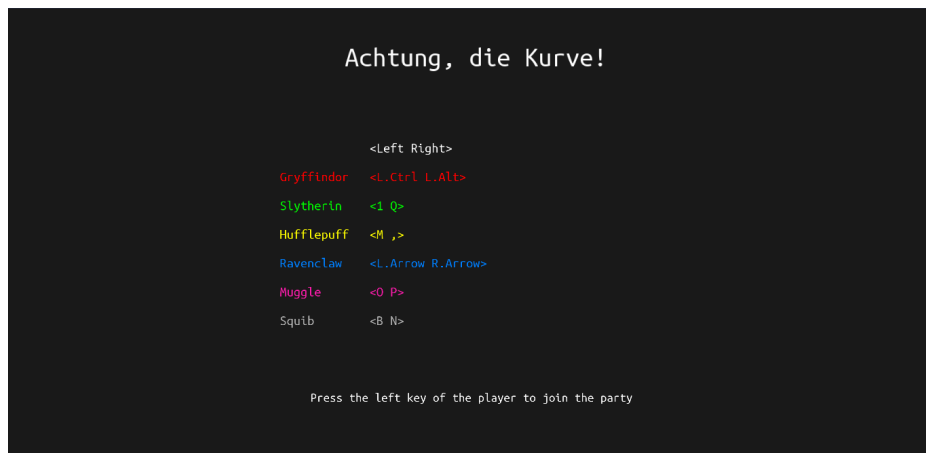 Achtung, die Kurve!
<Left Right>
Gryffindor <L.Ctrl L.Alt>
Slytherin <1 Q>
Hufflepuff <M ,>
Ravenclaw <L.Arrow R.Arrow>
Muggle <O P>
Squib <B N>
Press the left key of the player to join the party